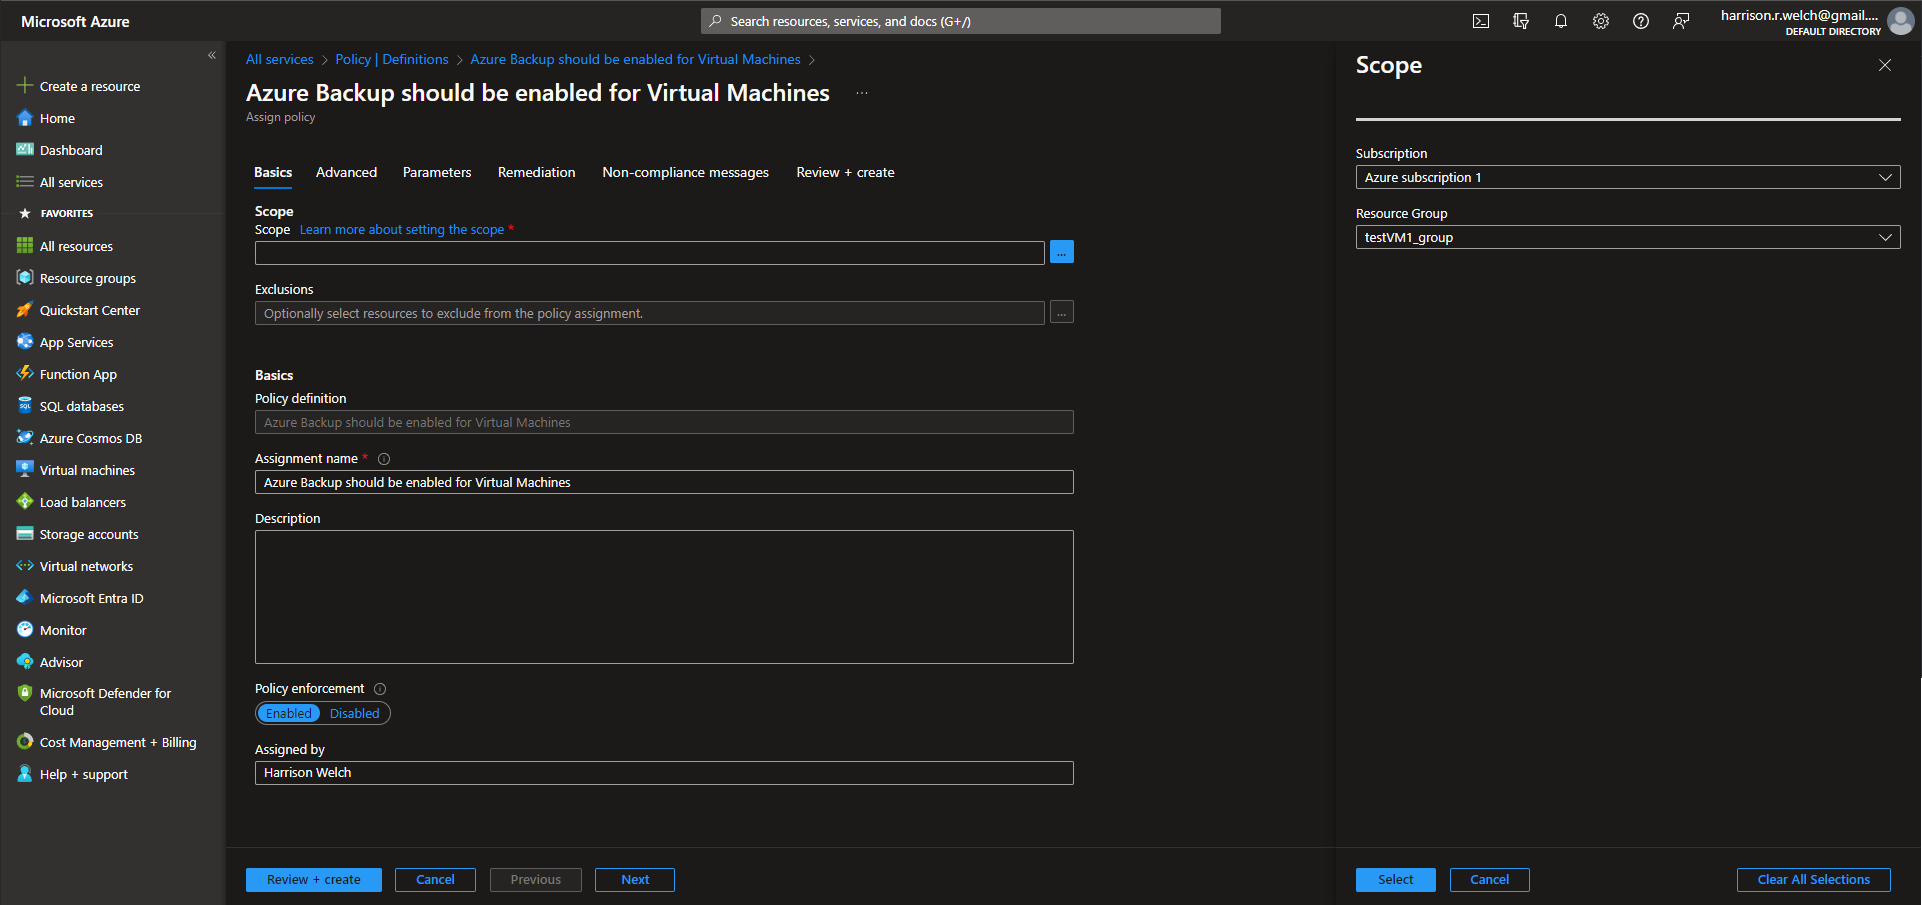 Microsoft Azure
Search resources, services, and docs (G+/)
harrison.r.welch@gmail....
DEFAULT DIRECTORY
«
Create a resource
Home
Dashboard
All services
FAVORITES
All resources
Resource groups
Quickstart Center
App Services
Function App
SQL databases
Azure Cosmos DB
Virtual machines
Load balancers
Storage accounts
Virtual networks
Microsoft Entra ID
Monitor
Advisor
Microsoft Defender for
Cloud
Cost Management + Billing
Help + support
All services > Policy | Definitions > Azure Backup should be enabled for Virtual Machines >
Azure Backup should be enabled for Virtual Machines ...
Assign policy
Basics Advanced Parameters Remediation Non-compliance messages Review + create
Scope
Scope Learn more about setting the scope *
...
Exclusions
Optionally select resources to exclude from the policy assignment.
...
Basics
Policy definition
Azure Backup should be enabled for Virtual Machines
Assignment name *
Azure Backup should be enabled for Virtual Machines
Description
Policy enforcement
Enabled Disabled
Assigned by
Harrison Welch
Review + create Cancel Previous Next
Scope
Subscription
Azure subscription 1
Resource Group
testVM1_group
Select Cancel Clear All Selections